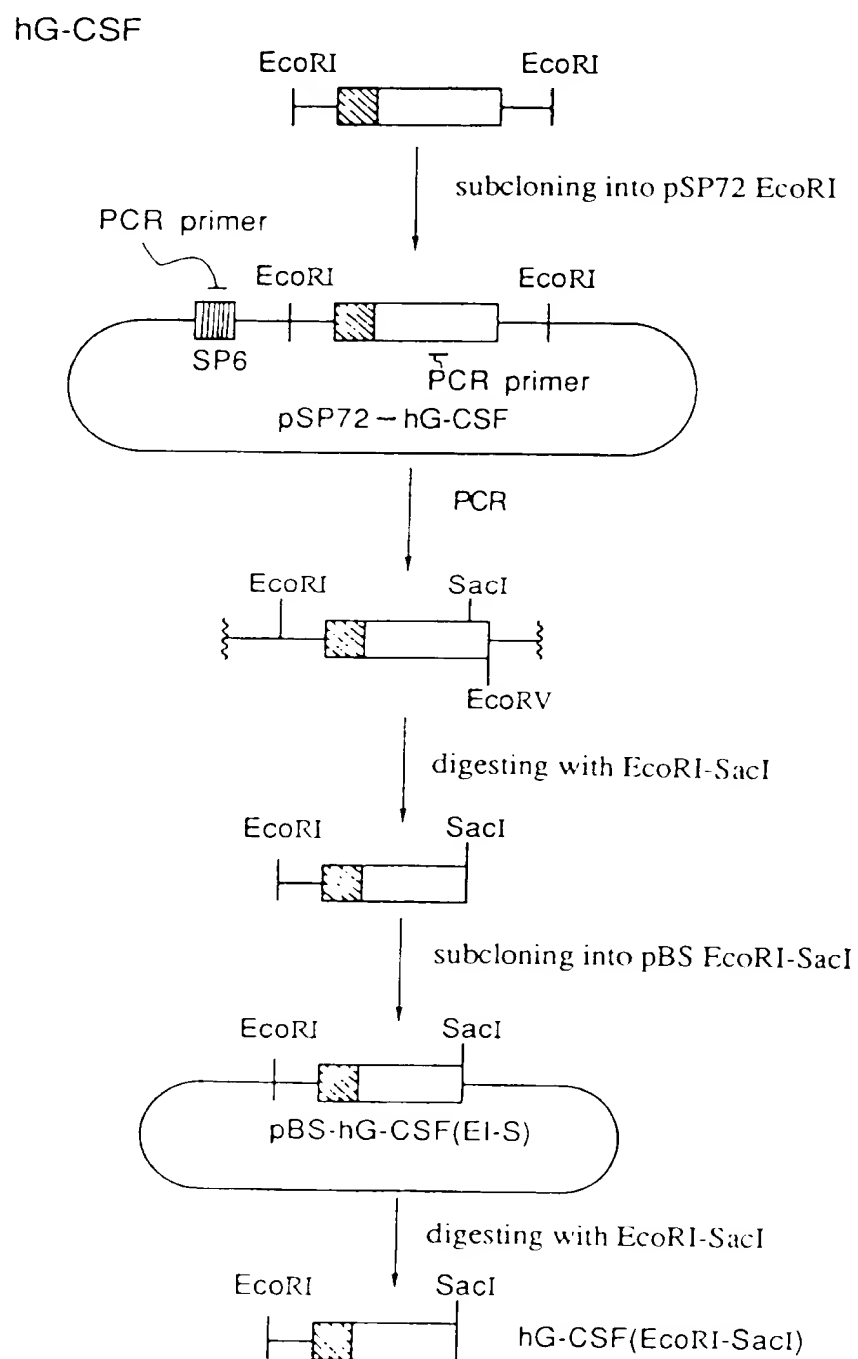 hG-CSF
EcoRI EcoRI
subcloning into pSP72 EcoRI
PCR primer
EcoRI EcoRI
SP6
PCR primer
pSP72-hG-CSF
PCR
EcoRI SacI
EcoRV
digesting with EcoRI-SacI
EcoRI SacI
subcloning into pBS EcoRI-SacI
EcoRI SacI
pBS-hG-CSF(EI-S)
digesting with EcoRI-SacI
EcoRI SacI
hG-CSF(EcoRI-SacI)